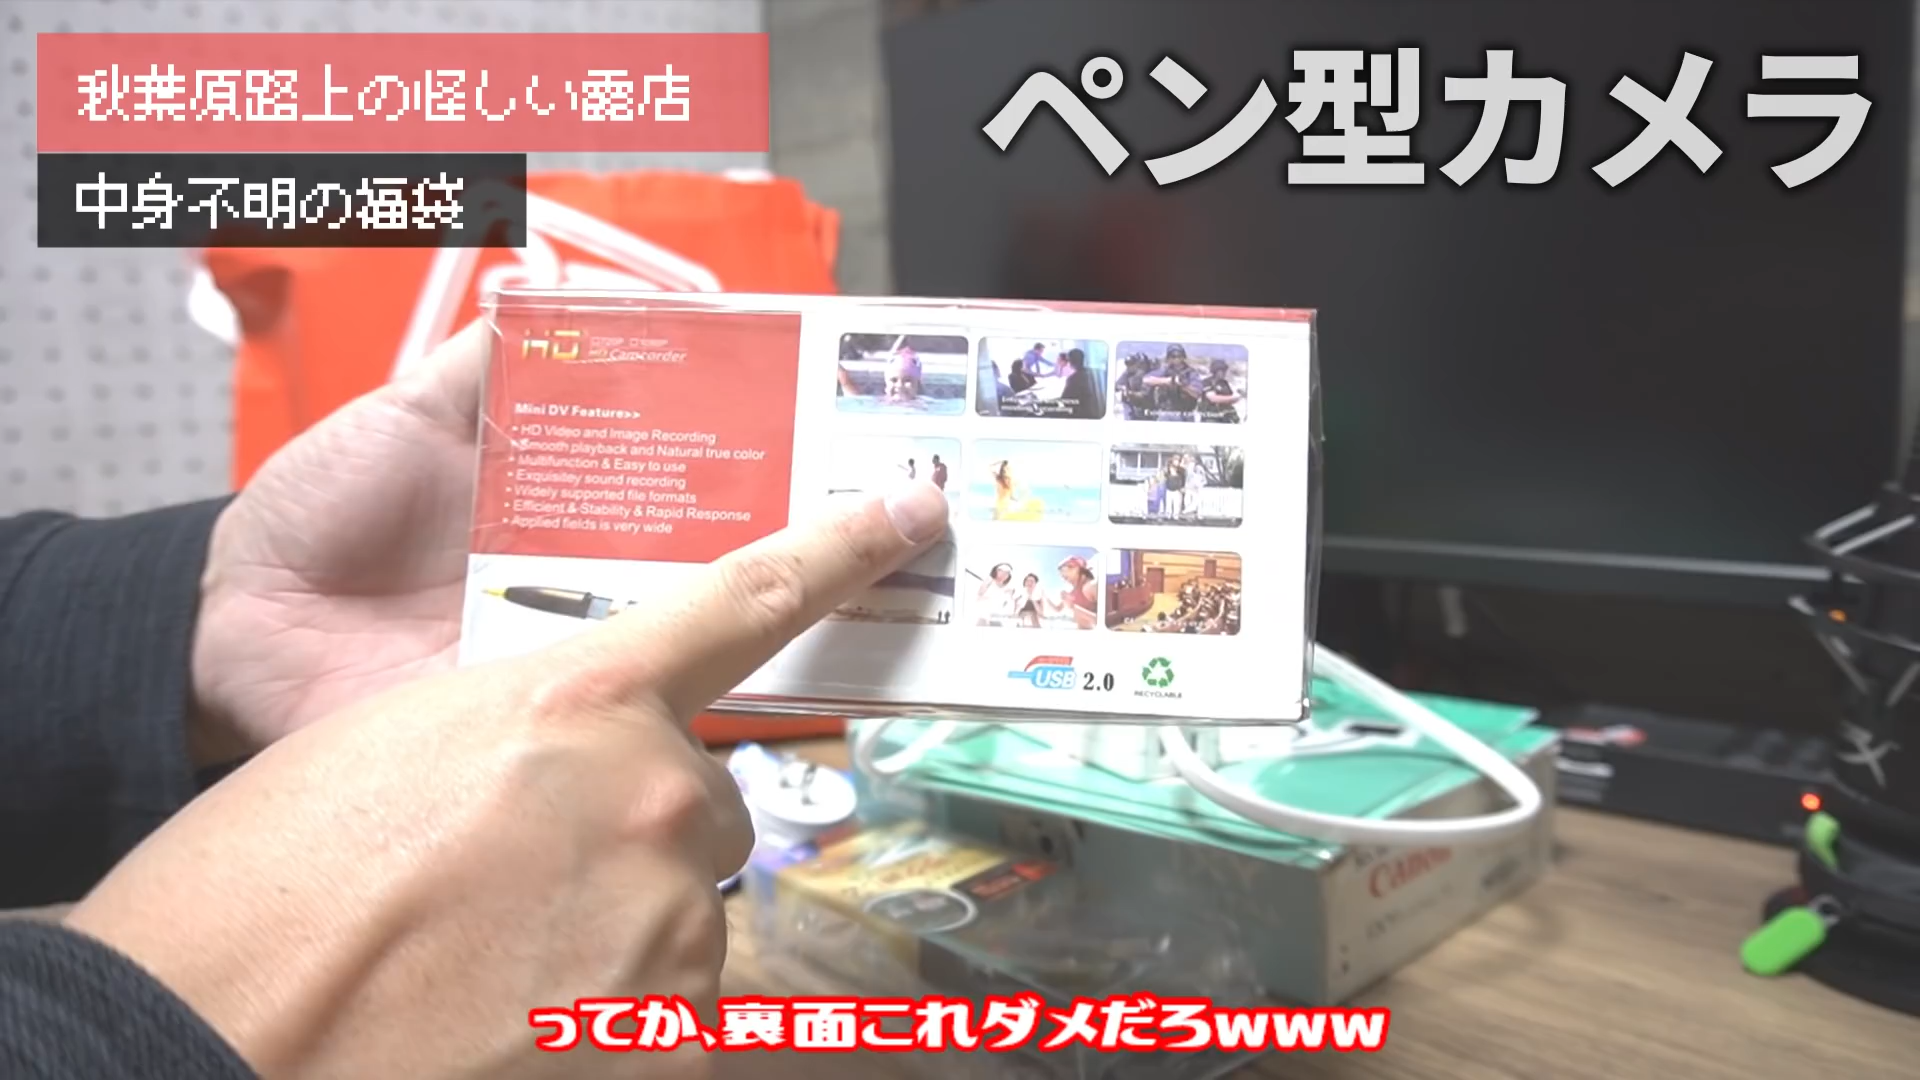 秋葉原路上の怪しい露店
中身不明の福袋
ペン型カメラ
HD
HD Camcorder
Mini DV Feature>>
• HD Video and Image Recording
• Smooth playback and Natural true color
• Multifunction & Easy to use
• Exquisitey sound recording
• Widely supported file formats
• Efficient & Stability & Rapid Response
• Applied fields is very wide
Evidence collection
USB 2.0
RECYCLABLE
Canon
ってか、裏面これダメだろwww